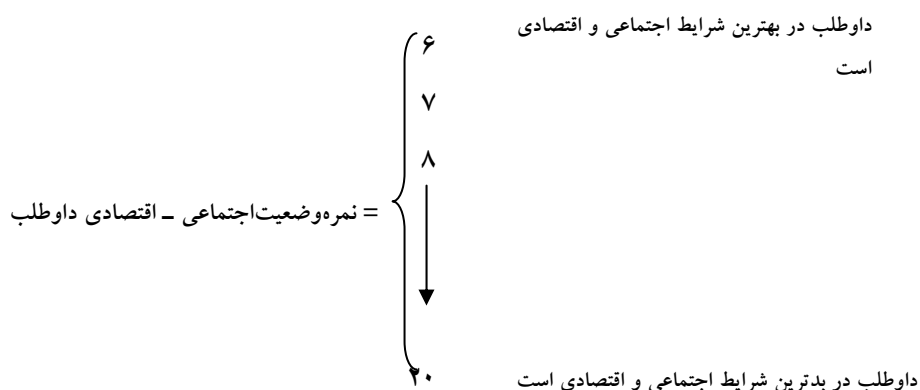 داوطلب در بهترین شرایط اجتماعی و اقتصادی
است
۶
۷
۸
نمره‌وضعیت‌اجتماعی ـ اقتصادی داوطلب =
۲۰
داوطلب در بدترین شرایط اجتماعی و اقتصادی است